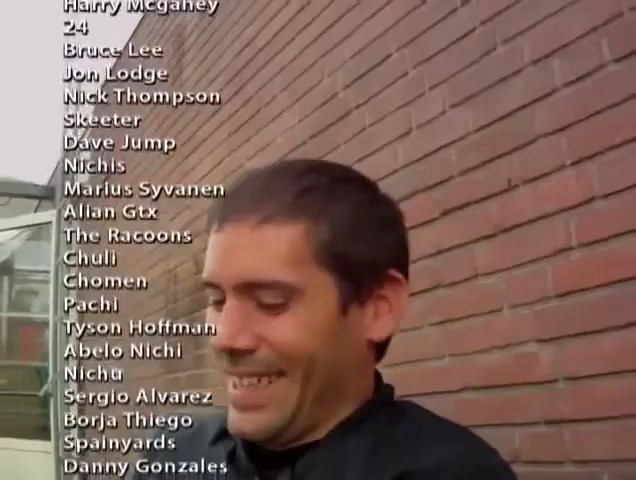 Harry Mcgahey
24
Bruce Lee
Jon Lodge
Nick Thompson
Skeeter
Dave Jump
Nichis
Marius Syvanen
Alian Gtx
The Racoons
Chuli
Chomen
Pachi
Tyson Hoffman
Abelo Nichi
Nichu
Sergio Alvarez
Borja Thiego
Spainyards
Danny Gonzales